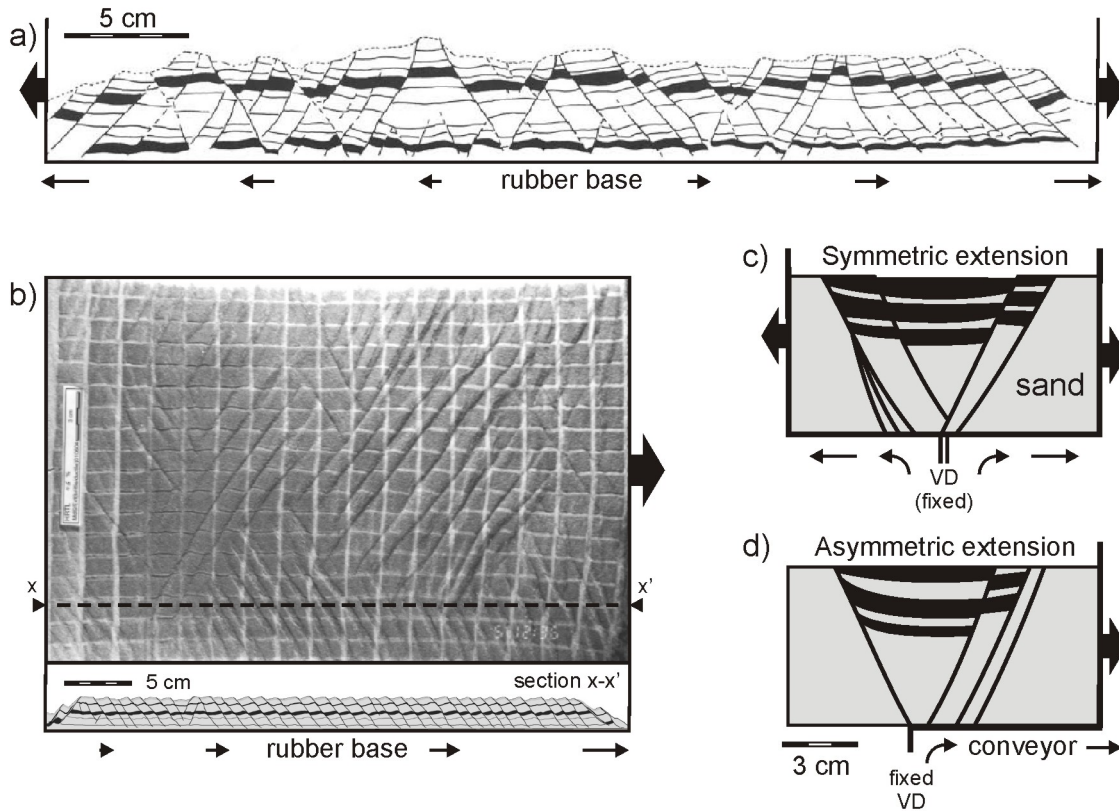 a)
5 cm
rubber base
b)
x
x'
5 cm
section x-x'
rubber base
c)
Symmetric extension
sand
VD
(fixed)
d)
Asymmetric extension
3 cm
conveyor
fixed
VD